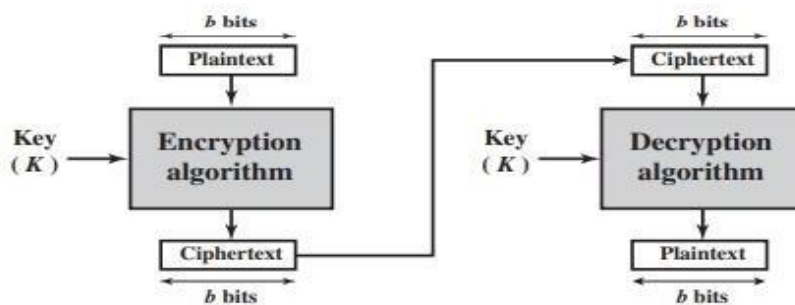 b bits
Plaintext
Key
( K )
Encryption
algorithm
Ciphertext
b bits
b bits
Ciphertext
Key
( K )
Decryption
algorithm
Plaintext
b bits